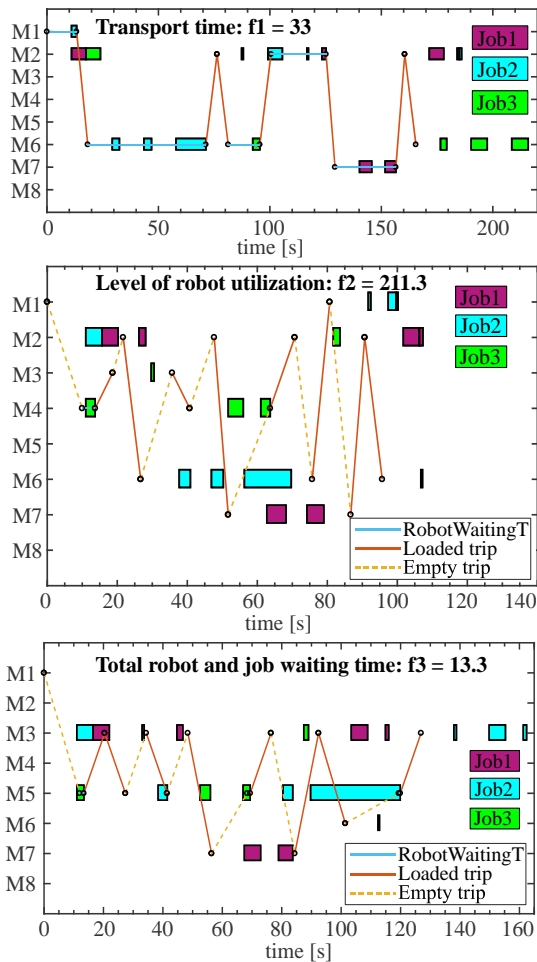 Transport time: f1 = 33
M1
M2
M3
M4
M5
M6
M7
M8
Job1
Job2
Job3
0 50 100 150 200
time [s]
Level of robot utilization: f2 = 211.3
M1
M2
M3
M4
M5
M6
M7
M8
Job1
Job2
Job3
RobotWaitingT
Loaded trip
Empty trip
0 20 40 60 80 100 120 140
time [s]
Total robot and job waiting time: f3 = 13.3
M1
M2
M3
M4
M5
M6
M7
M8
Job1
Job2
Job3
RobotWaitingT
Loaded trip
Empty trip
0 20 40 60 80 100 120 140 160
time [s]